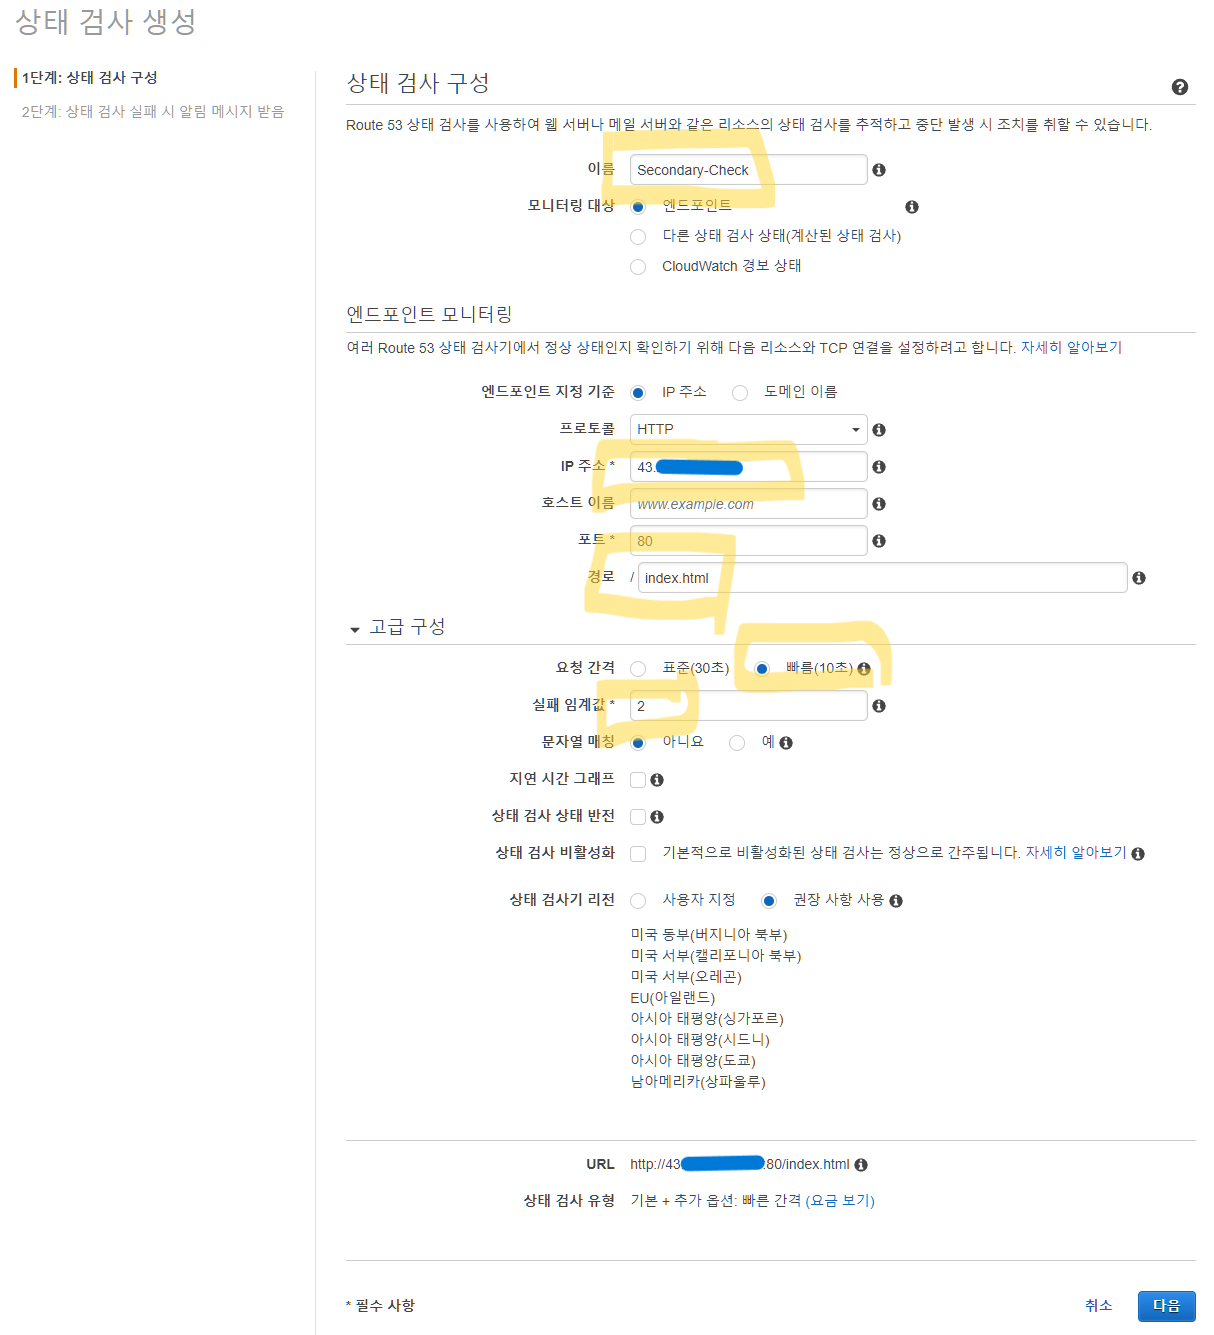 상태 검사 생성
1단계: 상태 검사 구성
2단계: 상태 검사 실패 시 알림 메시지 받음
상태 검사 구성
Route 53 상태 검사를 사용하여 웹 서버나 메일 서버와 같은 리소스의 상태 검사를 추적하고 중단 발생 시 조치를 취할 수 있습니다.
이름 Secondary-Check
모니터링 대상 엔드포인트
다른 상태 검사 상태(계산된 상태 검사)
CloudWatch 경보 상태
엔드포인트 모니터링
여러 Route 53 상태 검사기에서 정상 상태인지 확인하기 위해 다음 리소스와 TCP 연결을 설정하려고 합니다. 자세히 알아보기
엔드포인트 지정 기준 IP 주소 도메인 이름
프로토콜 HTTP
IP 주소 * 43.
호스트 이름 www.example.com
포트 * 80
경로 / index.html
고급 구성
요청 간격 표준(30초) 빠름(10초)
실패 임계값 * 2
문자열 매칭 아니요 예
지연 시간 그래프
상태 검사 상태 반전
상태 검사 비활성화 기본적으로 비활성화된 상태 검사는 정상으로 간주됩니다. 자세히 알아보기
상태 검사기 리전 사용자 지정 권장 사항 사용
미국 동부(버지니아 북부)
미국 서부(캘리포니아 북부)
미국 서부(오레곤)
EU(아일랜드)
아시아 태평양(싱가포르)
아시아 태평양(시드니)
아시아 태평양(도쿄)
남아메리카(상파울루)
URL http://43 :80/index.html
상태 검사 유형 기본 + 추가 옵션: 빠른 간격 (요금 보기)
* 필수 사항
취소 다음